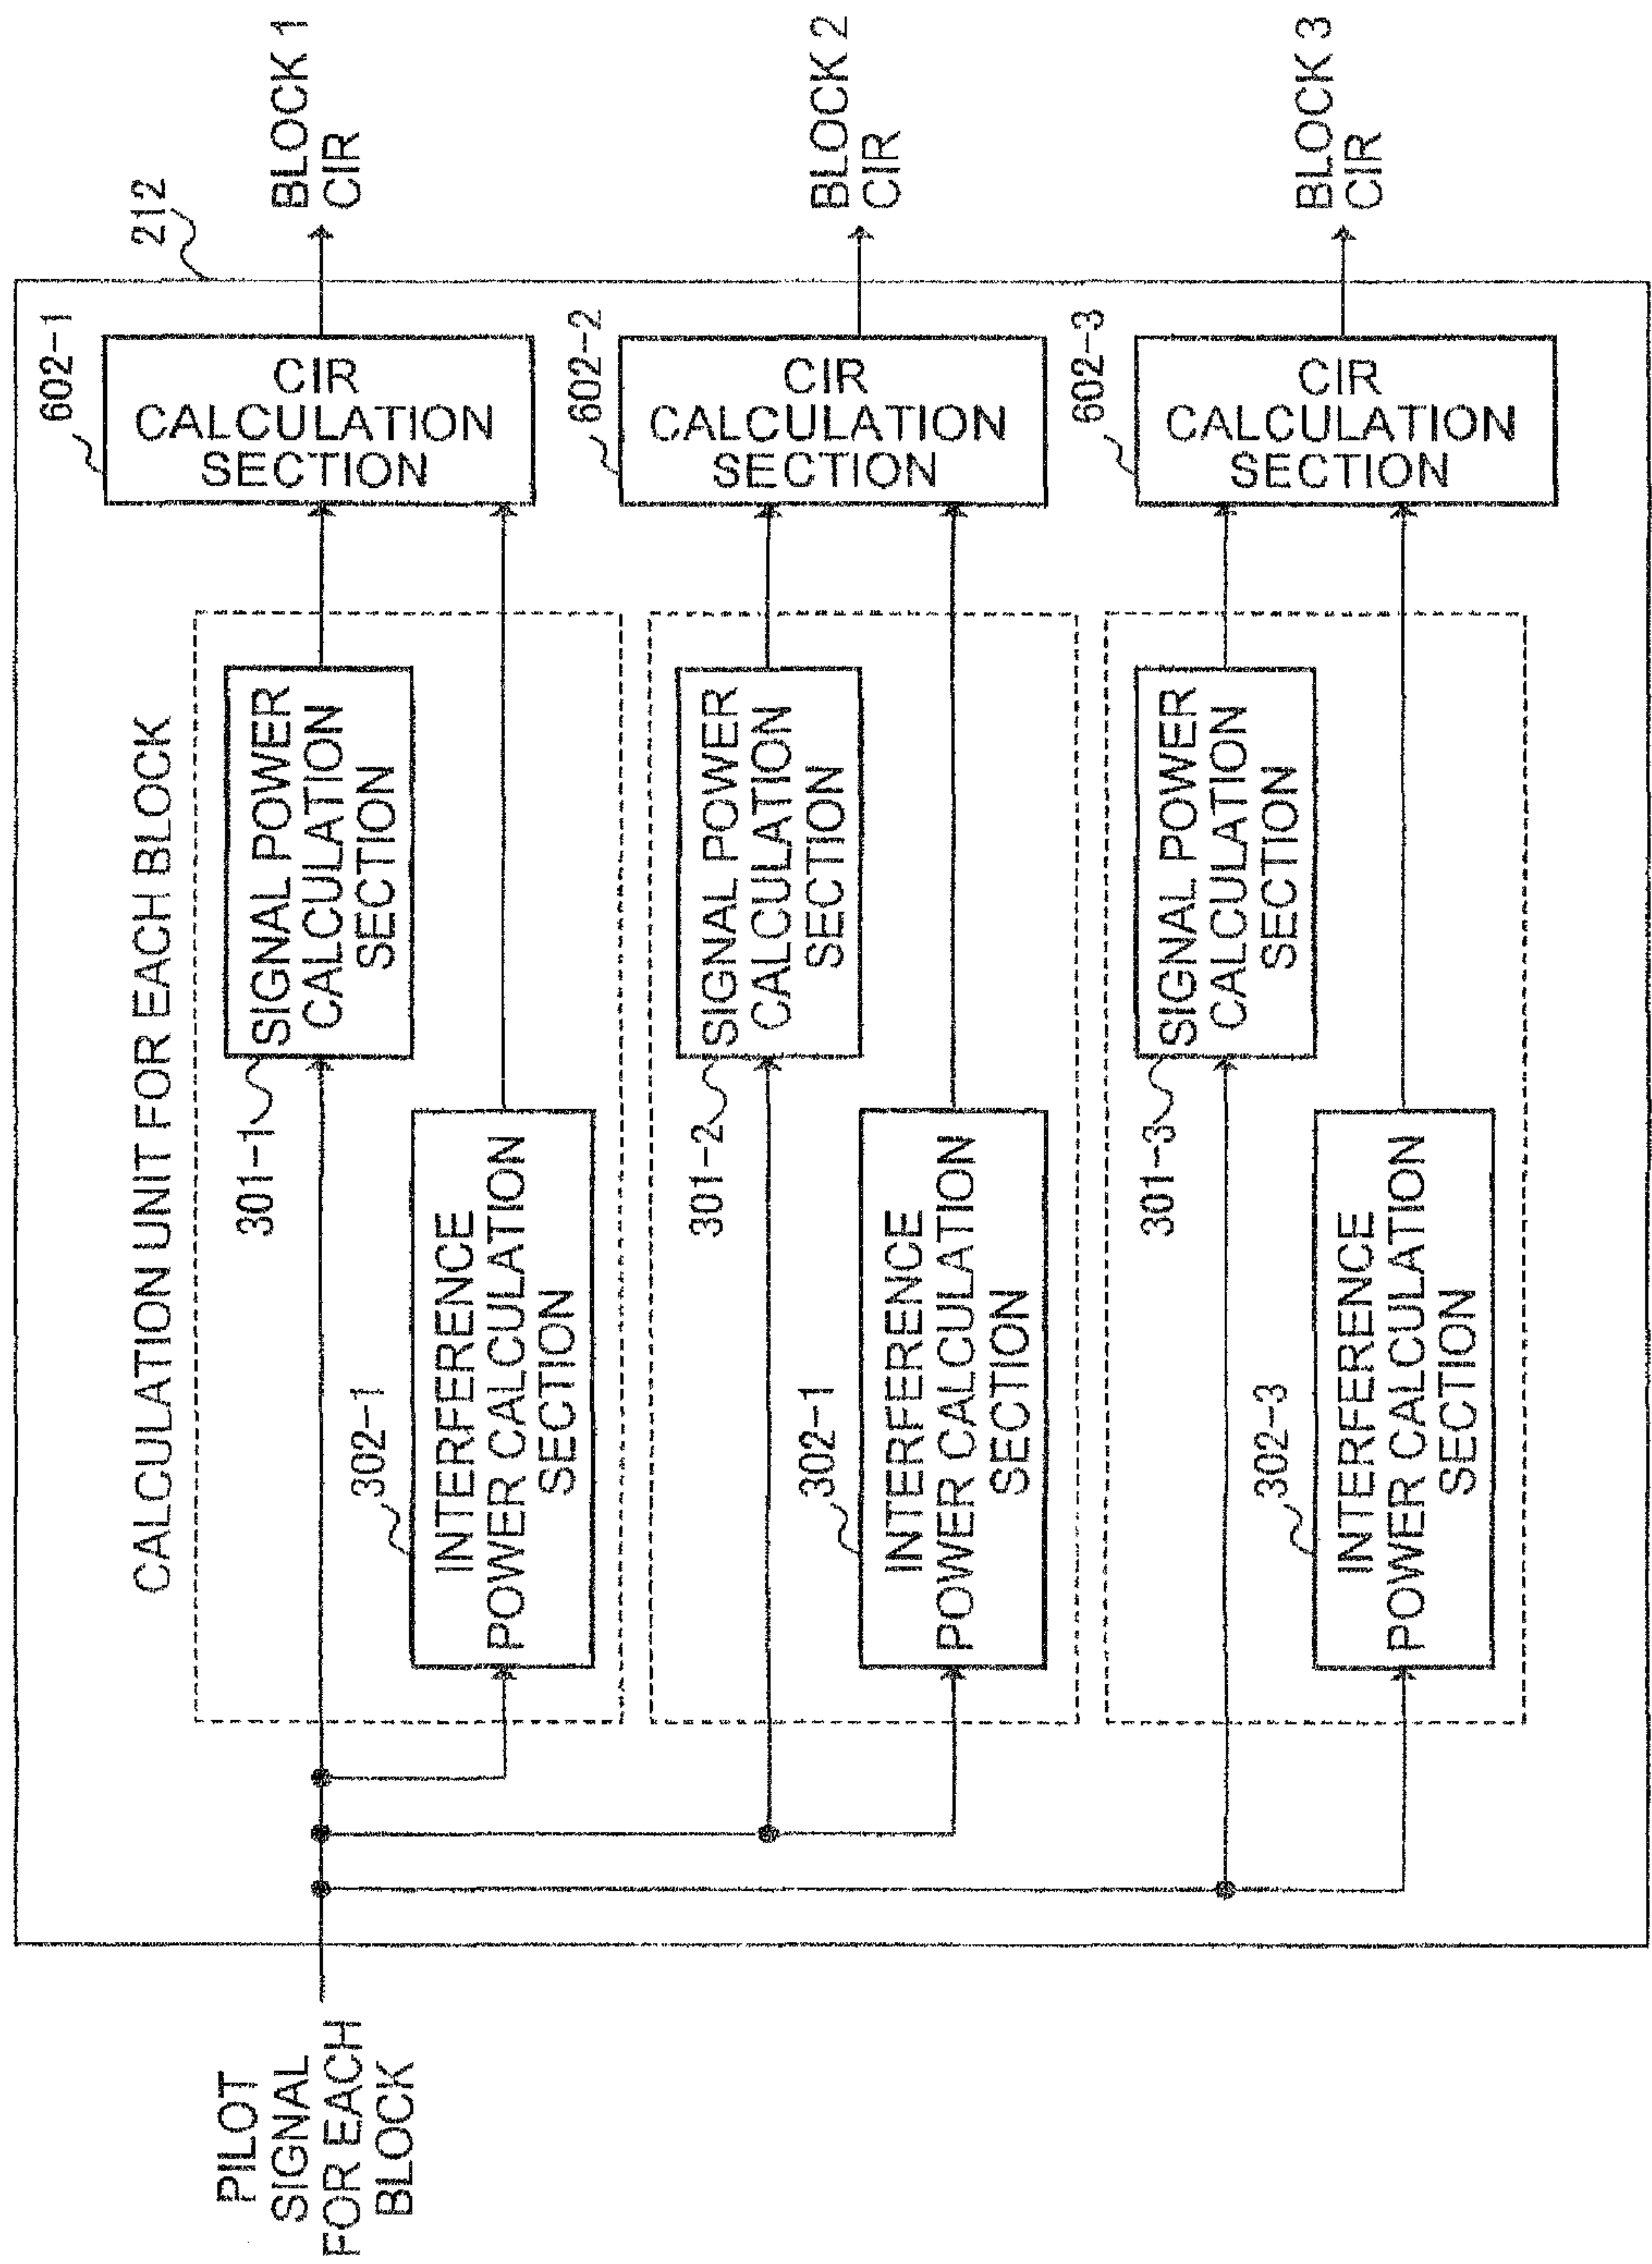 PILOT
SIGNAL
FOR EACH
BLOCK
CALCULATION UNIT FOR EACH BLOCK
212
301-1
SIGNAL POWER
CALCULATION
SECTION
302-1
INTERFERENCE
POWER CALCULATION
SECTION
602-1
CIR
CALCULATION
SECTION
BLOCK 1
CIR
301-2
SIGNAL POWER
CALCULATION
SECTION
302-1
INTERFERENCE
POWER CALCULATION
SECTION
602-2
CIR
CALCULATION
SECTION
BLOCK 2
CIR
301-3
SIGNAL POWER
CALCULATION
SECTION
302-3
INTERFERENCE
POWER CALCULATION
SECTION
602-3
CIR
CALCULATION
SECTION
BLOCK 3
CIR